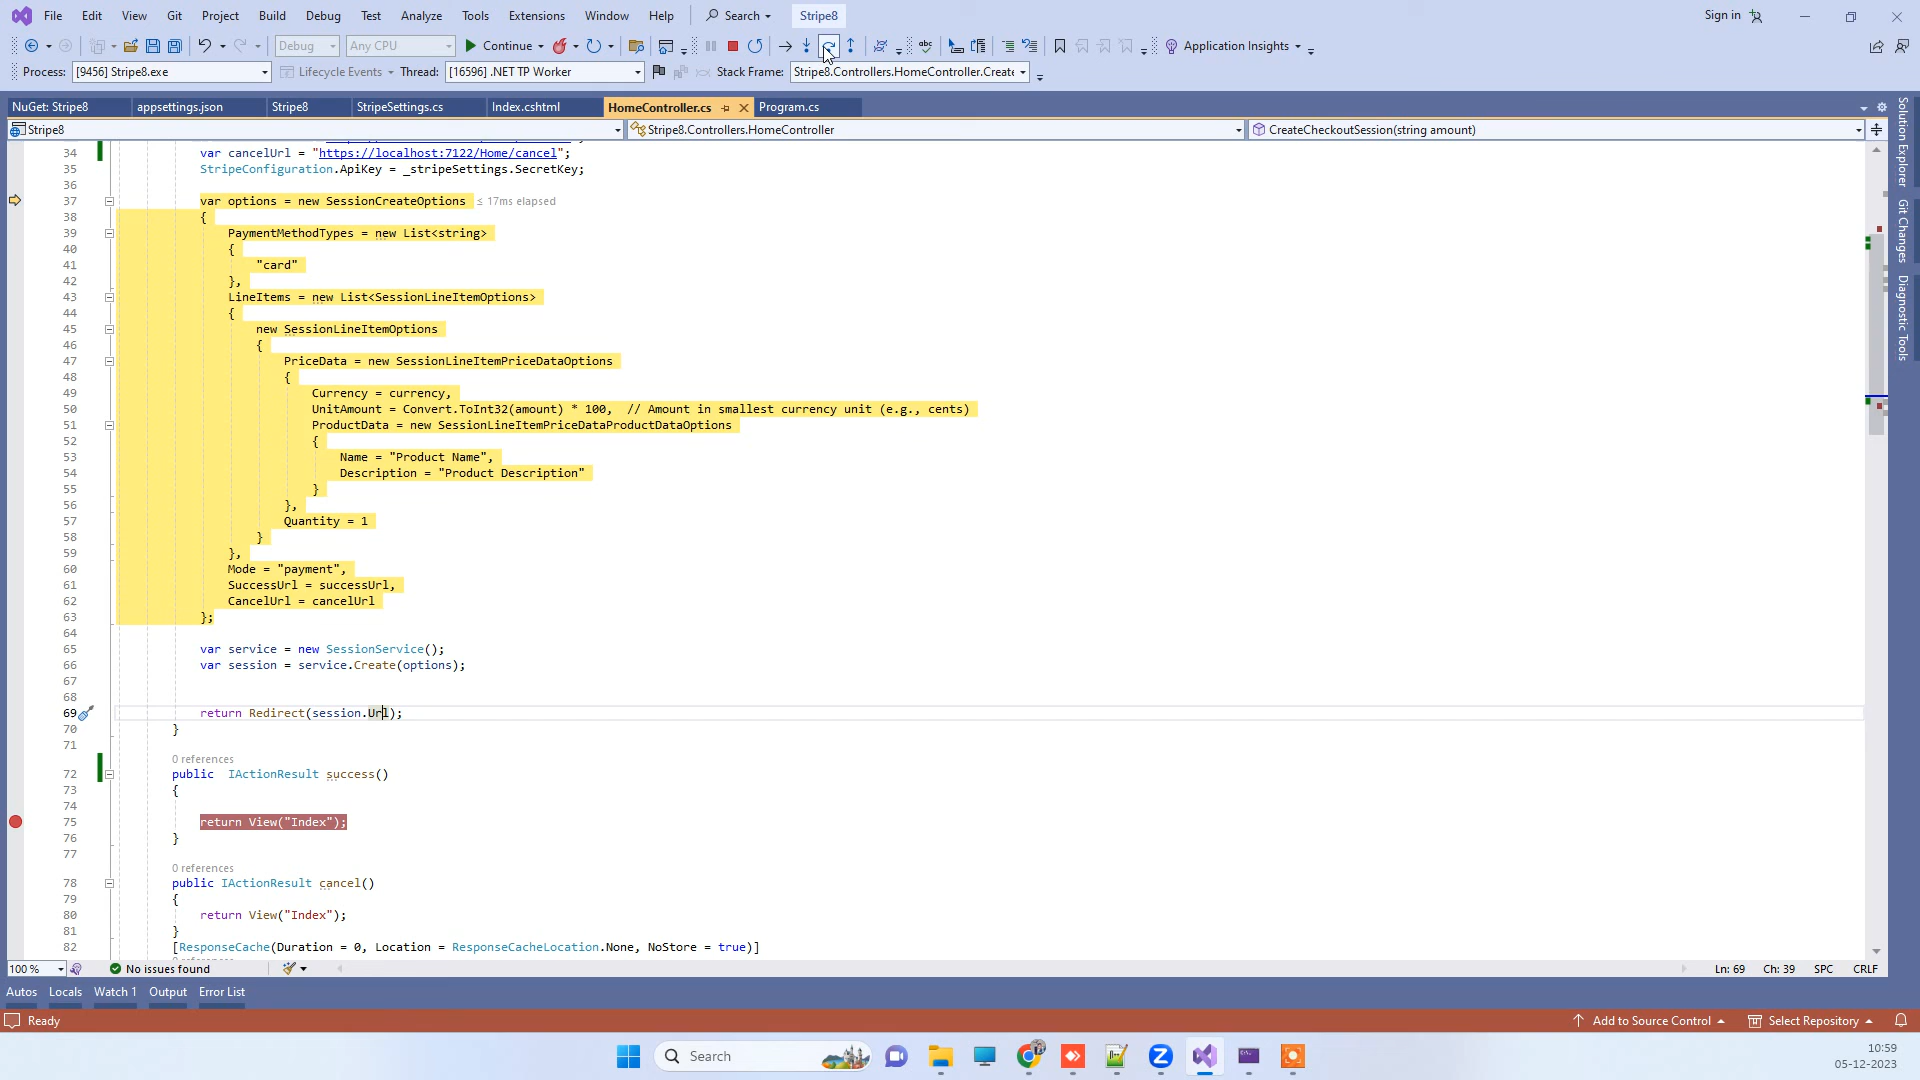 File Edit View Git Project Build Debug Test Analyze Tools Extensions Window Help Search Stripe8 Sign in
Debug Any CPU Continue Application Insights
Process: [9456] Stripe8.exe Lifecycle Events Thread: [16596] .NET TP Worker Stack Frame: Stripe8.Controllers.HomeController.Create
NuGet: Stripe8 appsettings.json Stripe8 StripeSettings.cs Index.cshtml HomeController.cs Program.cs
Stripe8 Stripe8.Controllers.HomeController CreateCheckoutSession(string amount)
34 var cancelUrl = "https://localhost:7122/Home/cancel";
35 StripeConfiguration.ApiKey = _stripeSettings.SecretKey;
36
37 var options = new SessionCreateOptions ≤ 17ms elapsed
38 {
39 PaymentMethodTypes = new List<string>
40 {
41 "card"
42 },
43 LineItems = new List<SessionLineItemOptions>
44 {
45 new SessionLineItemOptions
46 {
47 PriceData = new SessionLineItemPriceDataOptions
48 {
49 Currency = currency,
50 UnitAmount = Convert.ToInt32(amount) * 100, // Amount in smallest currency unit (e.g., cents)
51 ProductData = new SessionLineItemPriceDataProductDataOptions
52 {
53 Name = "Product Name",
54 Description = "Product Description"
55 }
56 },
57 Quantity = 1
58 }
59 },
60 Mode = "payment",
61 SuccessUrl = successUrl,
62 CancelUrl = cancelUrl
63 };
64
65 var service = new SessionService();
66 var session = service.Create(options);
67
68
69 return Redirect(session.Url);
70 }
71
0 references
72 public IActionResult success()
73 {
74
75 return View("Index");
76 }
77
0 references
78 public IActionResult cancel()
79 {
80 return View("Index");
81 }
82 [ResponseCache(Duration = 0, Location = ResponseCacheLocation.None, NoStore = true)]
Solution Explorer
Git Changes
Diagnostic Tools
100 % No issues found Ln: 69 Ch: 39 SPC CRLF
Autos Locals Watch 1 Output Error List
Ready Add to Source Control Select Repository
Search
10:59
05-12-2023